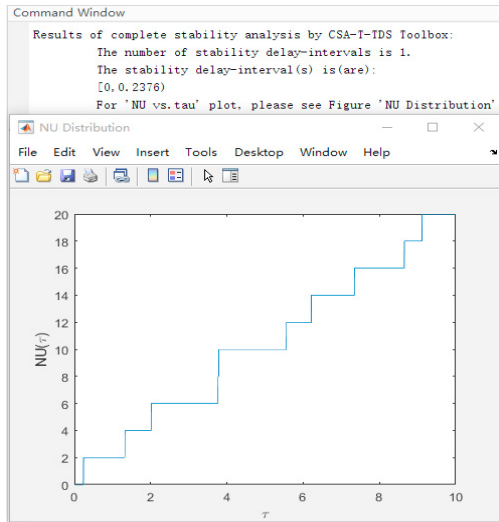 Command Window
Results of complete stability analysis by CSA-T-TDS Toolbox:
The number of stability delay-intervals is 1.
The stability delay-interval(s) is(are):
[0,0.2376)
For 'NU vs.tau' plot, please see Figure 'NU Distribution'
NU Distribution
File Edit View Insert Tools Desktop Window Help
20
18
16
14
12
10
8
6
4
2
0
NU(τ)
0 2 4 6 8 10
τ